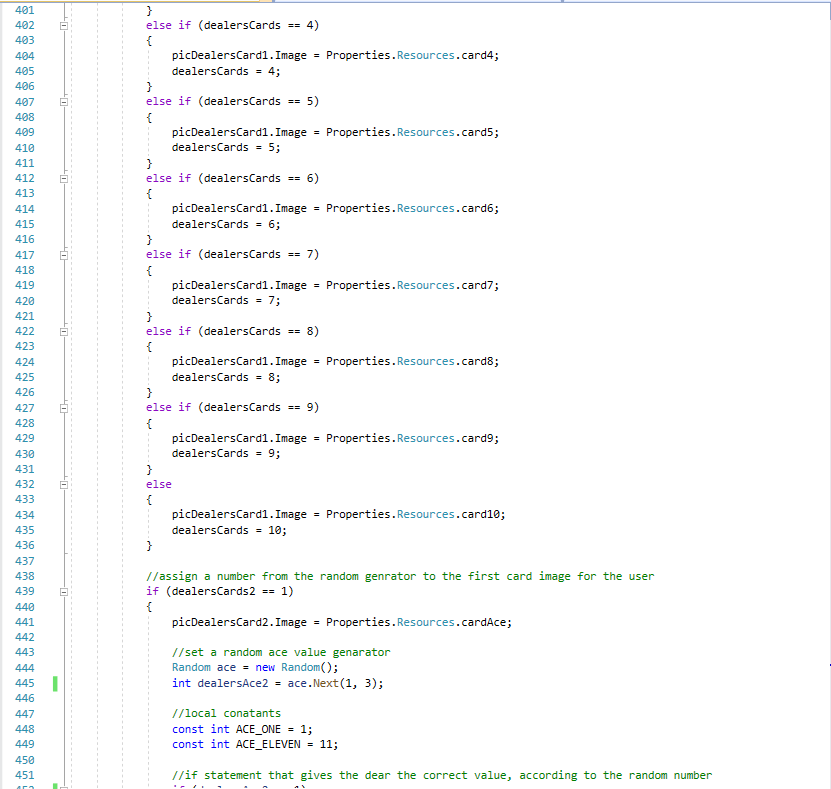 401 }
402 else if (dealersCards == 4)
403 {
404 picDealersCard1.Image = Properties.Resources.card4;
405 dealersCards = 4;
406 }
407 else if (dealersCards == 5)
408 {
409 picDealersCard1.Image = Properties.Resources.card5;
410 dealersCards = 5;
411 }
412 else if (dealersCards == 6)
413 {
414 picDealersCard1.Image = Properties.Resources.card6;
415 dealersCards = 6;
416 }
417 else if (dealersCards == 7)
418 {
419 picDealersCard1.Image = Properties.Resources.card7;
420 dealersCards = 7;
421 }
422 else if (dealersCards == 8)
423 {
424 picDealersCard1.Image = Properties.Resources.card8;
425 dealersCards = 8;
426 }
427 else if (dealersCards == 9)
428 {
429 picDealersCard1.Image = Properties.Resources.card9;
430 dealersCards = 9;
431 }
432 else
433 {
434 picDealersCard1.Image = Properties.Resources.card10;
435 dealersCards = 10;
436 }
437
438 //assign a number from the random genrator to the first card image for the user
439 if (dealersCards2 == 1)
440 {
441 picDealersCard2.Image = Properties.Resources.cardAce;
442
443 //set a random ace value genarator
444 Random ace = new Random();
445 int dealersAce2 = ace.Next(1, 3);
446
447 //local conatants
448 const int ACE_ONE = 1;
449 const int ACE_ELEVEN = 11;
450
451 //if statement that gives the dear the correct value, according to the random number